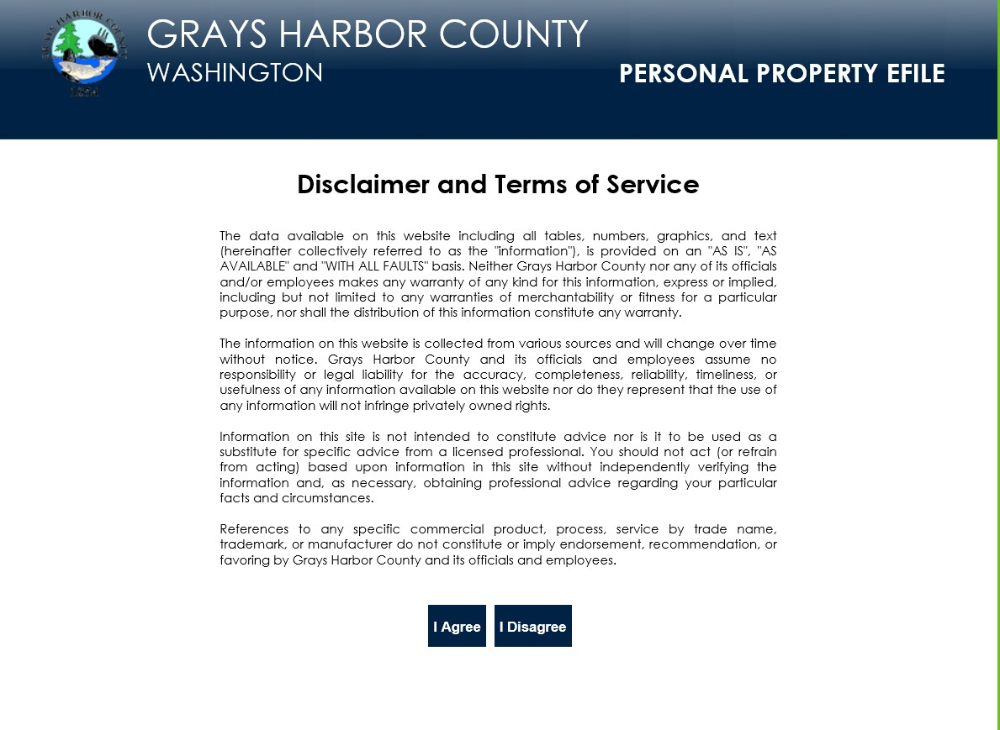 GRAYS HARBOR COUNTY
GRAYS HARBOR COUNTY
WASHINGTON
PERSONAL PROPERTY EFILE
Disclaimer and Terms of Service
The data available on this website including all tables, numbers, graphics, and text
(hereinafter collectively referred to as the "information"), is provided on an "AS IS", "AS
AVAILABLE" and "WITH ALL FAULTS" basis. Neither Grays Harbor County nor any of its officials
and/or employees makes any warranty of any kind for this information, express or implied,
including but not limited to any warranties of merchantability or fitness for a particular
purpose, nor shall the distribution of this information constitute any warranty.
The information on this website is collected from various sources and will change over time
without notice. Grays Harbor County and its officials and employees assume no
responsibility or legal liability for the accuracy, completeness, reliability, timeliness, or
usefulness of any information available on this website nor do they represent that the use of
any information will not infringe privately owned rights.
Information on this site is not intended to constitute advice nor is it to be used as a
substitute for specific advice from a licensed professional. You should not act (or refrain
from acting) based upon information in this site without independently verifying the
information and, as necessary, obtaining professional advice regarding your particular
facts and circumstances.
References to any specific commercial product, process, service by trade name,
trademark, or manufacturer do not constitute or imply endorsement, recommendation, or
favoring by Grays Harbor County and its officials and employees.
I Agree
I Disagree